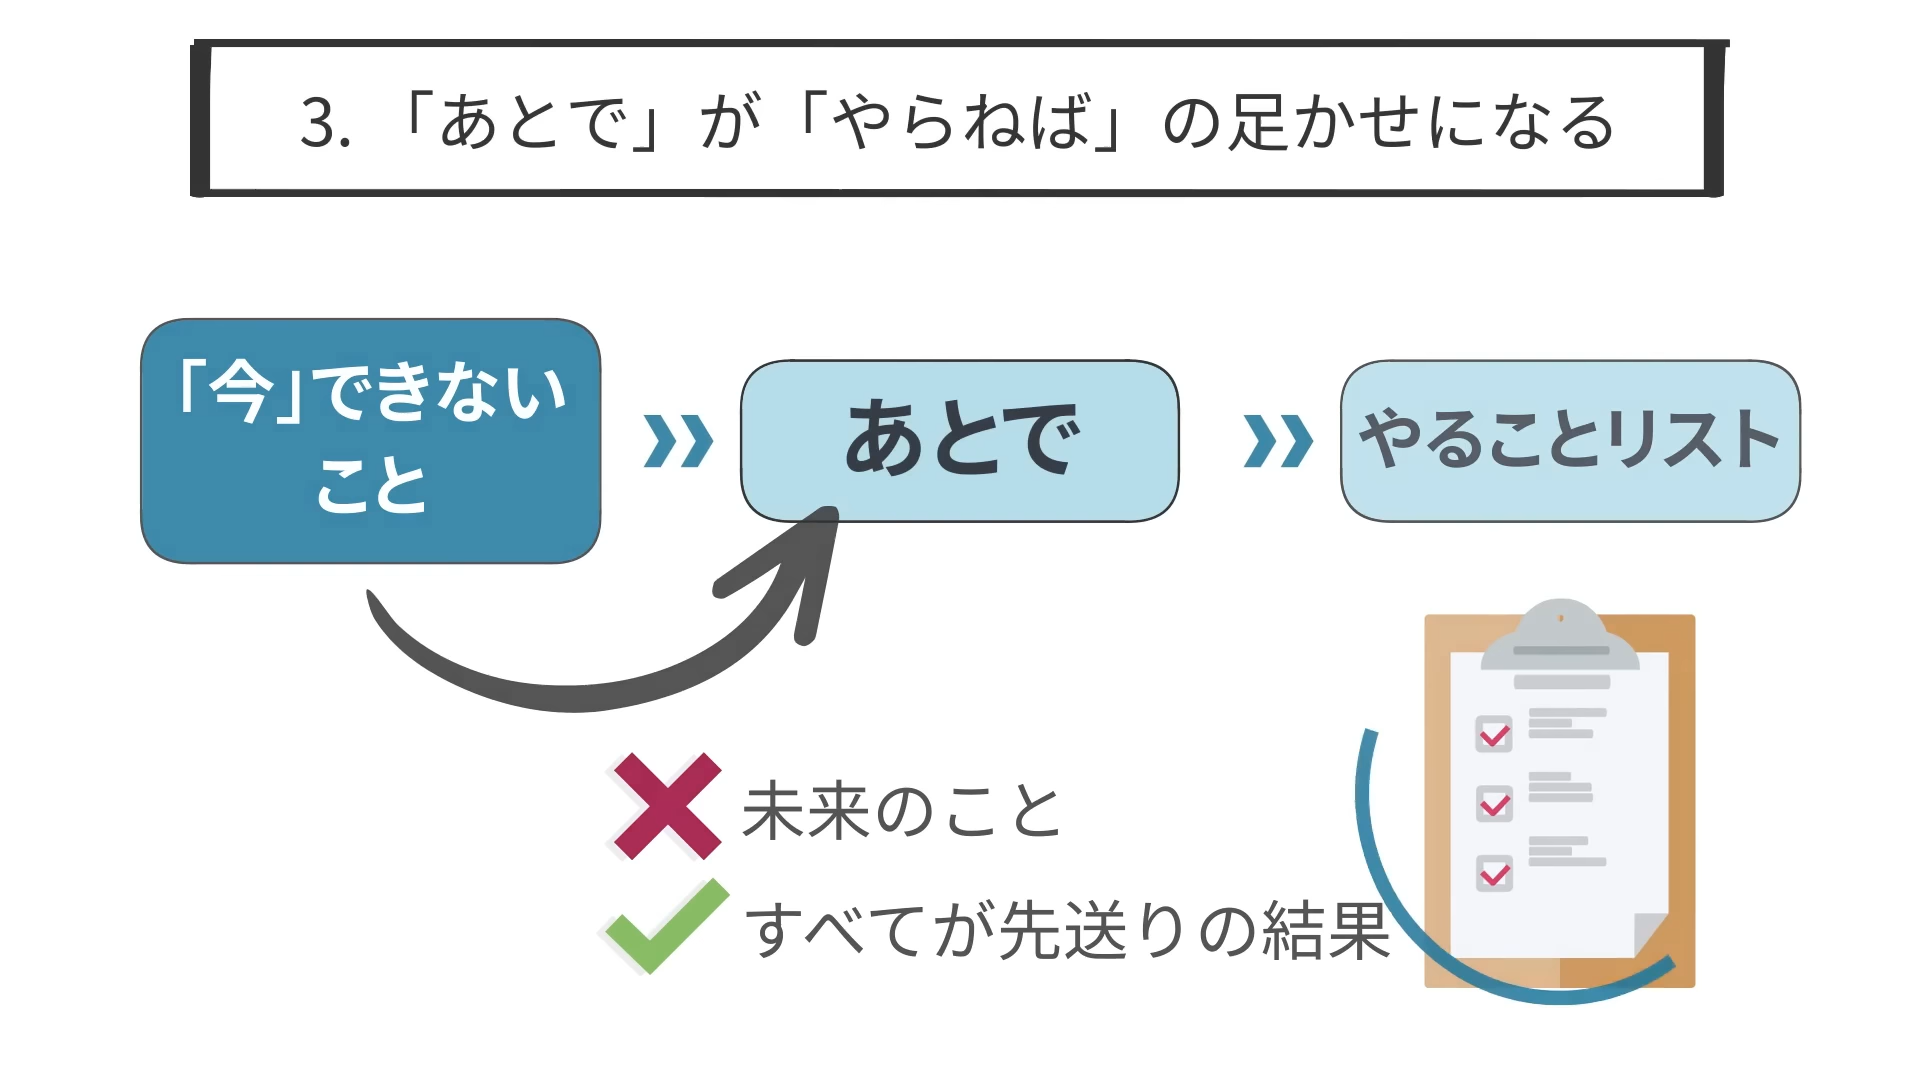 3. 「あとで」が「やらねば」の足かせになる
「今」できない
こと
あとで
やることリスト
未来のこと
すべてが先送りの結果